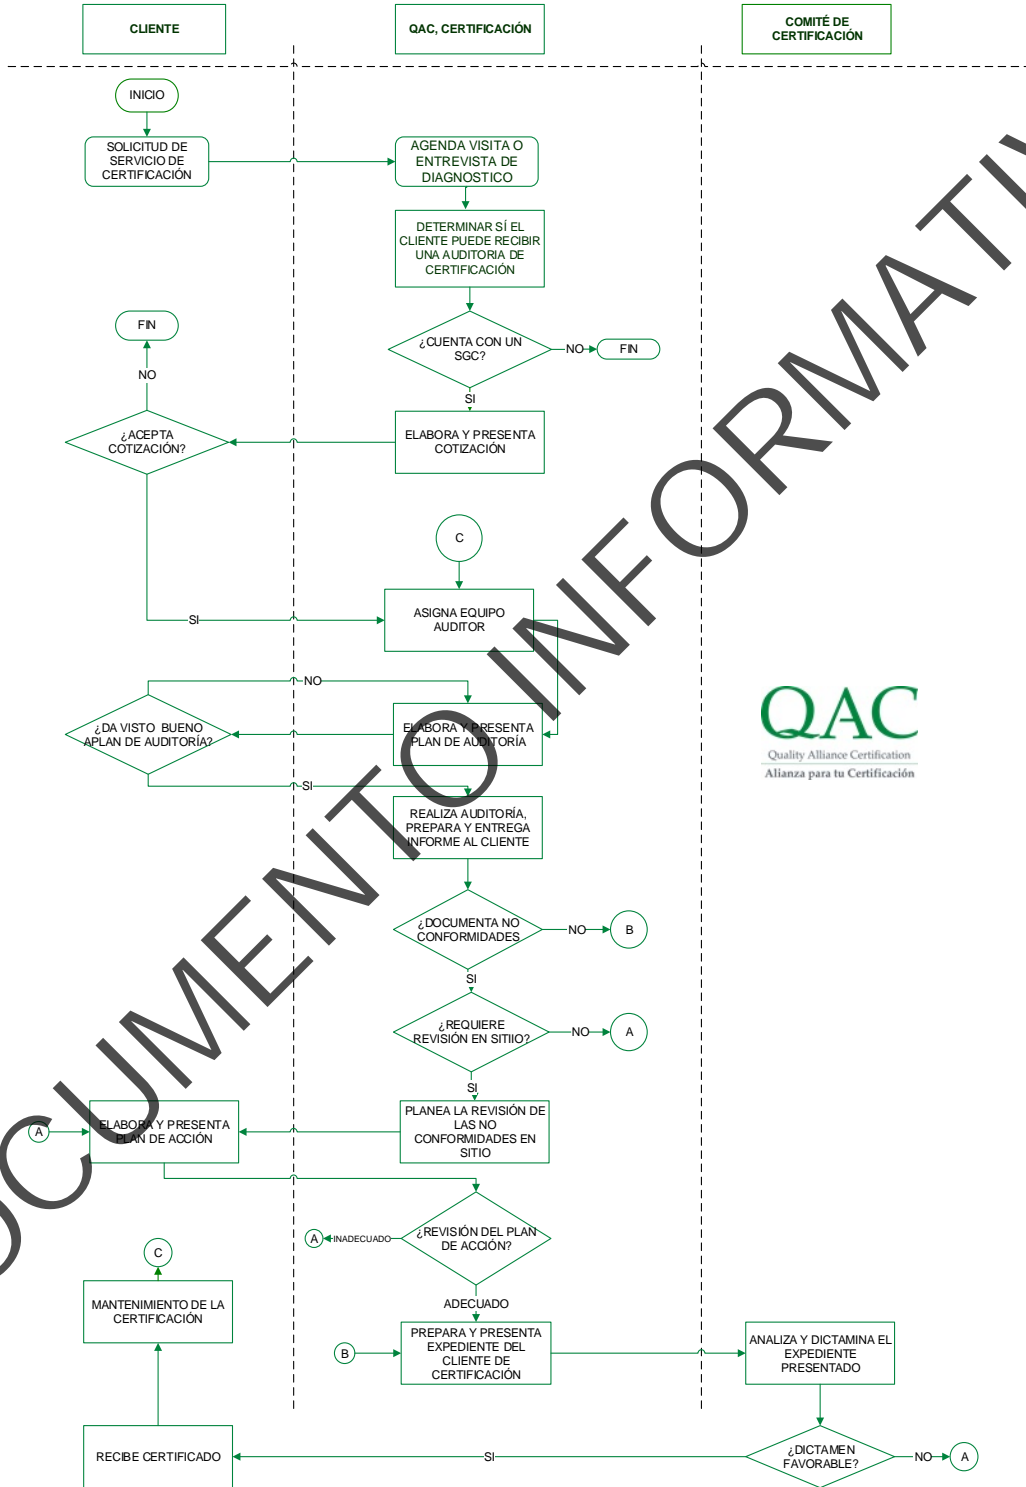 CLIENTE
QAC, CERTIFICACIÓN
COMITÉ DE
CERTIFICACIÓN
INICIO
SOLICITUD DE
SERVICIO DE
CERTIFICACIÓN
AGENDA VISITA O
ENTREVISTA DE
DIAGNOSTICO
DETERMINAR SÍ EL
CLIENTE PUEDE RECIBIR
UNA AUDITORIA DE
CERTIFICACIÓN
FIN
¿CUENTA CON UN
SGC?
NO
FIN
NO
SI
¿ACEPTA
COTIZACIÓN?
ELABORA Y PRESENTA
COTIZACIÓN
C
ASIGNA EQUIPO
AUDITOR
SI
NO
¿DA VISTO BUENO
APLAN DE AUDITORÍA?
ELABORA Y PRESENTA
PLAN DE AUDITORÍA
QAC
Quality Alliance Certification
Alianza para tu Certificación
SI
REALIZA AUDITORÍA,
PREPARA Y ENTREGA
INFORME AL CLIENTE
¿DOCUMENTA NO
CONFORMIDADES
NO
B
SI
¿REQUIERE
REVISIÓN EN SITIIO?
NO
A
SI
A
ELABORA Y PRESENTA
PLAN DE ACCIÓN
PLANEA LA REVISIÓN DE
LAS NO
CONFORMIDADES EN
SITIO
¿REVISIÓN DEL PLAN
DE ACCIÓN?
INADECUADO
A
C
ADECUADO
MANTENIMIENTO DE LA
CERTIFICACIÓN
B
PREPARA Y PRESENTA
EXPEDIENTE DEL
CLIENTE DE
CERTIFICACIÓN
ANALIZA Y DICTAMINA EL
EXPEDIENTE
PRESENTADO
RECIBE CERTIFICADO
SI
¿DICTAMEN
FAVORABLE?
NO
A
DOCUMENTO INFORMATIV